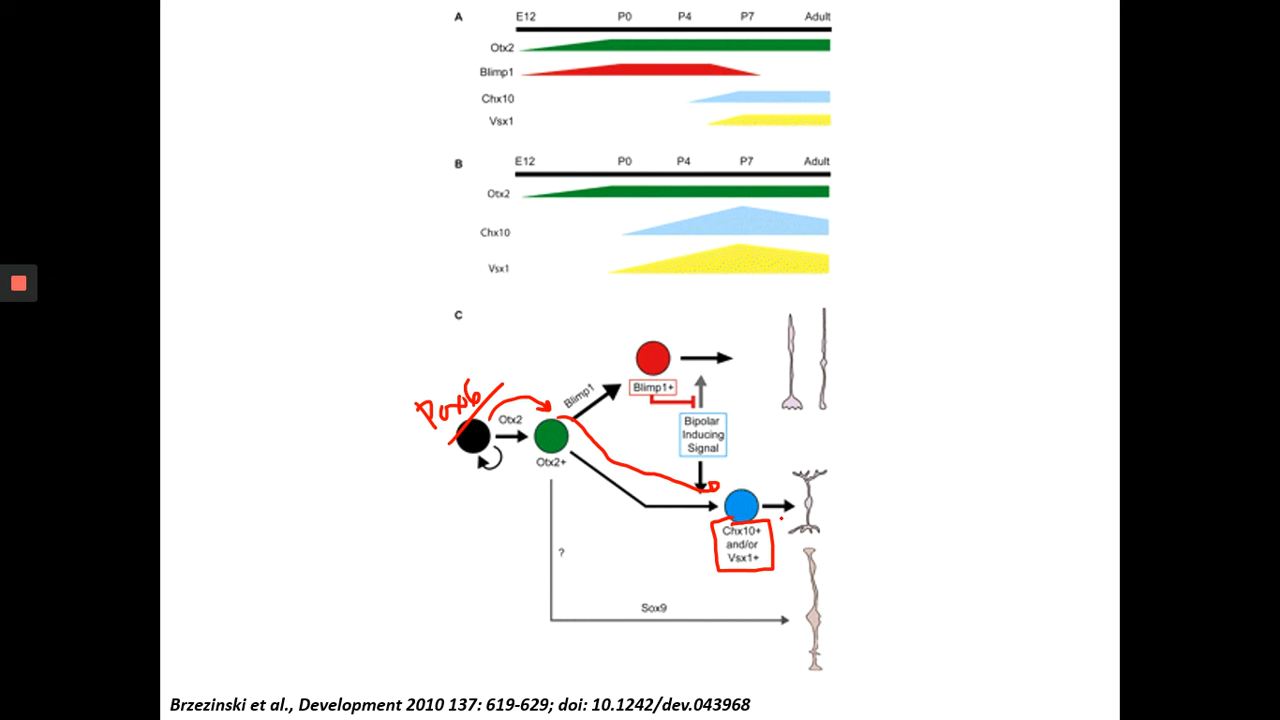 A E12 P0 P4 P7 Adult
Otx2
Blimp1
Chx10
Vsx1
B E12 P0 P4 P7 Adult
Otx2
Chx10
Vsx1
C
Blimp1
Blimp1+
Otx2
Otx2+
Bipolar
Inducing
Signal
Chx10+
and/or
Vsx1+
?
Sox9
Brzezinski et al., Development 2010 137: 619-629; doi: 10.1242/dev.043968